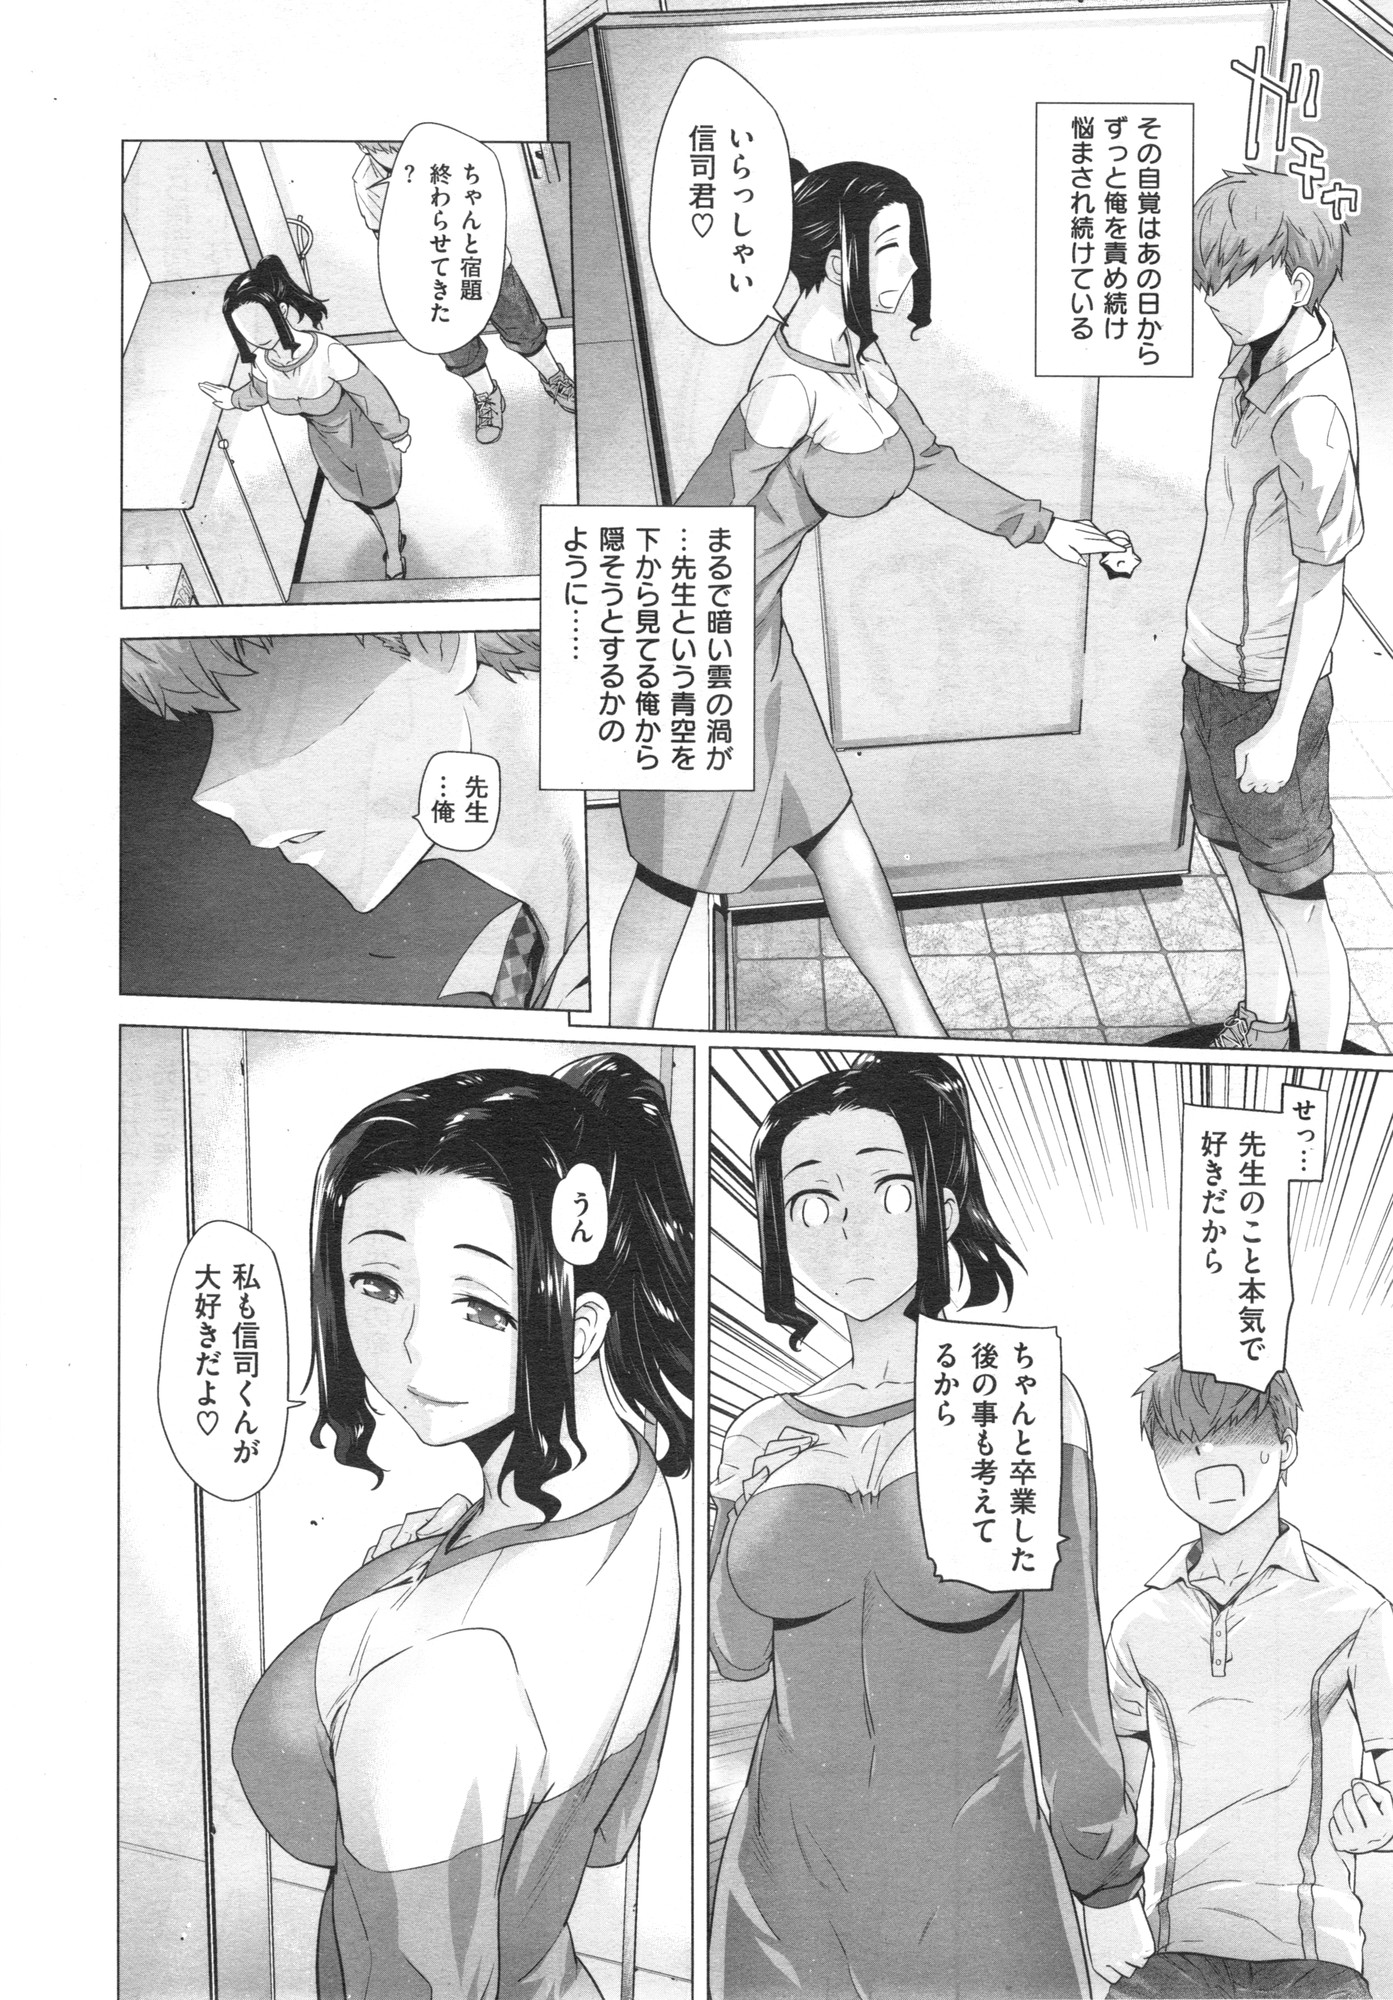 ガチャ
その自覚はあの日から
ずっと俺を責め続け
悩まされ続けている
いらっしゃい
信司君♡
ちゃんと宿題
終わらせてきた
?
まるで暗い雲の渦が
…先生という青空を
下から見てる俺から
隠そうとするかの
ように……
先生
…俺
せっ…
先生のこと本気で
好きだから
ちゃんと卒業した
後の事も考えて
るから
うん
私も信司くんが
大好きだよ♡